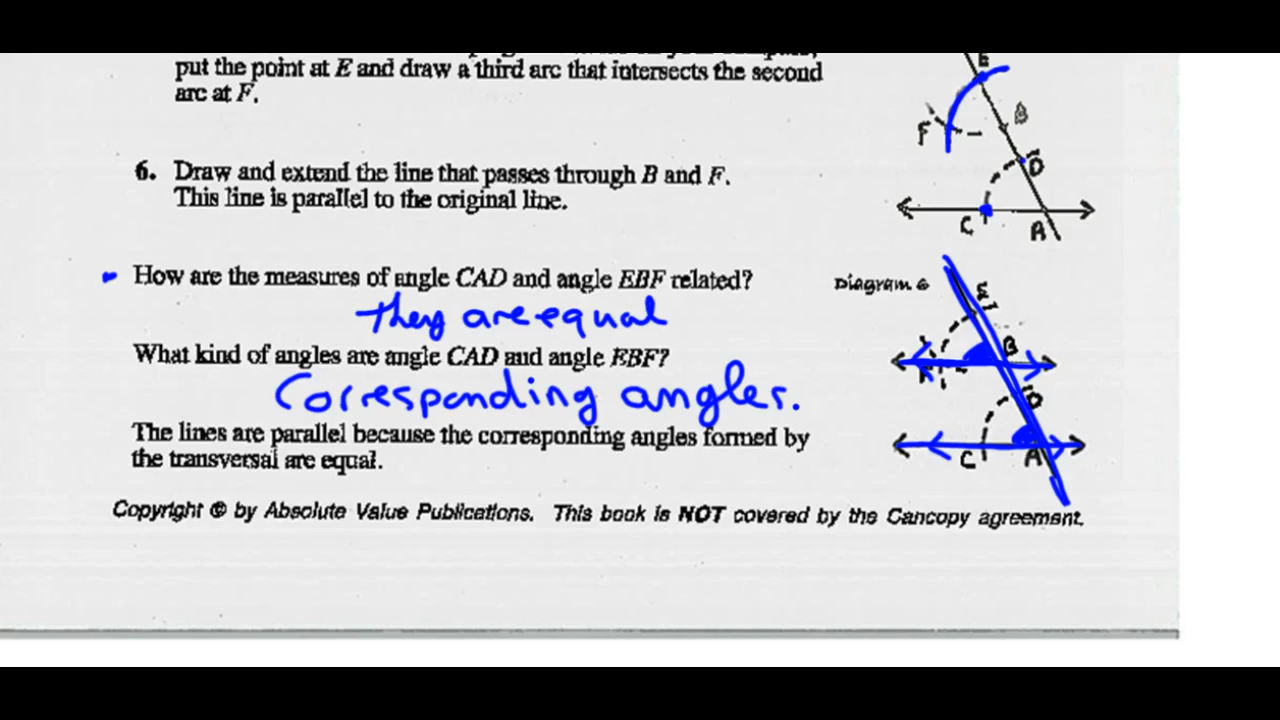 put the point at E and draw a third arc that intersects the second
arc at F.
6. Draw and extend the line that passes through B and F.
This line is parallel to the original line.
How are the measures of angle CAD and angle EBF related?
they are equal
What kind of angles are angle CAD and angle EBF?
Corresponding angles.
The lines are parallel because the corresponding angles formed by
the transversal are equal.
Copyright © by Absolute Value Publications. This book is NOT covered by the Cancopy agreement.
E
B
F
D
C
A
Diagram 6
E
B
D
C
A